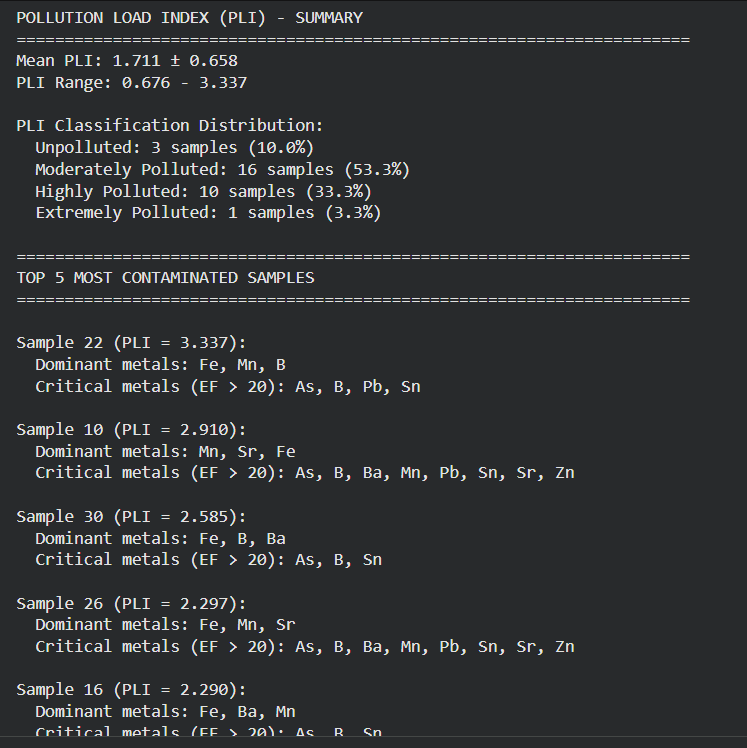 POLLUTION LOAD INDEX (PLI) - SUMMARY
======================================================================
Mean PLI: 1.711 ± 0.658
PLI Range: 0.676 - 3.337
PLI Classification Distribution:
Unpolluted: 3 samples (10.0%)
Moderately Polluted: 16 samples (53.3%)
Highly Polluted: 10 samples (33.3%)
Extremely Polluted: 1 samples (3.3%)
======================================================================
TOP 5 MOST CONTAMINATED SAMPLES
======================================================================
Sample 22 (PLI = 3.337):
Dominant metals: Fe, Mn, B
Critical metals (EF > 20): As, B, Pb, Sn
Sample 10 (PLI = 2.910):
Dominant metals: Mn, Sr, Fe
Critical metals (EF > 20): As, B, Ba, Mn, Pb, Sn, Sr, Zn
Sample 30 (PLI = 2.585):
Dominant metals: Fe, B, Ba
Critical metals (EF > 20): As, B, Sn
Sample 26 (PLI = 2.297):
Dominant metals: Fe, Mn, Sr
Critical metals (EF > 20): As, B, Ba, Mn, Pb, Sn, Sr, Zn
Sample 16 (PLI = 2.290):
Dominant metals: Fe, Ba, Mn
Critical metals (EF > 20): As, B, Sn